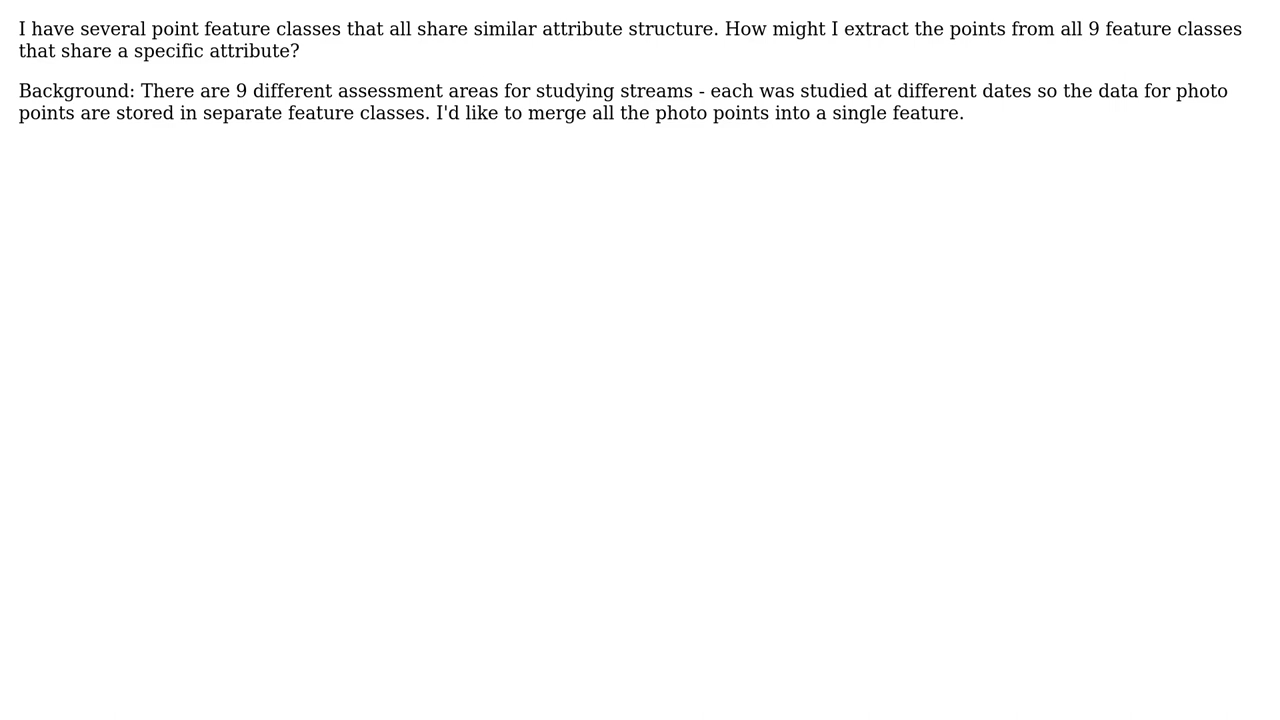 I have several point feature classes that all share similar attribute structure. How might I extract the points from all 9 feature classes
that share a specific attribute?
Background: There are 9 different assessment areas for studying streams - each was studied at different dates so the data for photo
points are stored in separate feature classes. I'd like to merge all the photo points into a single feature.